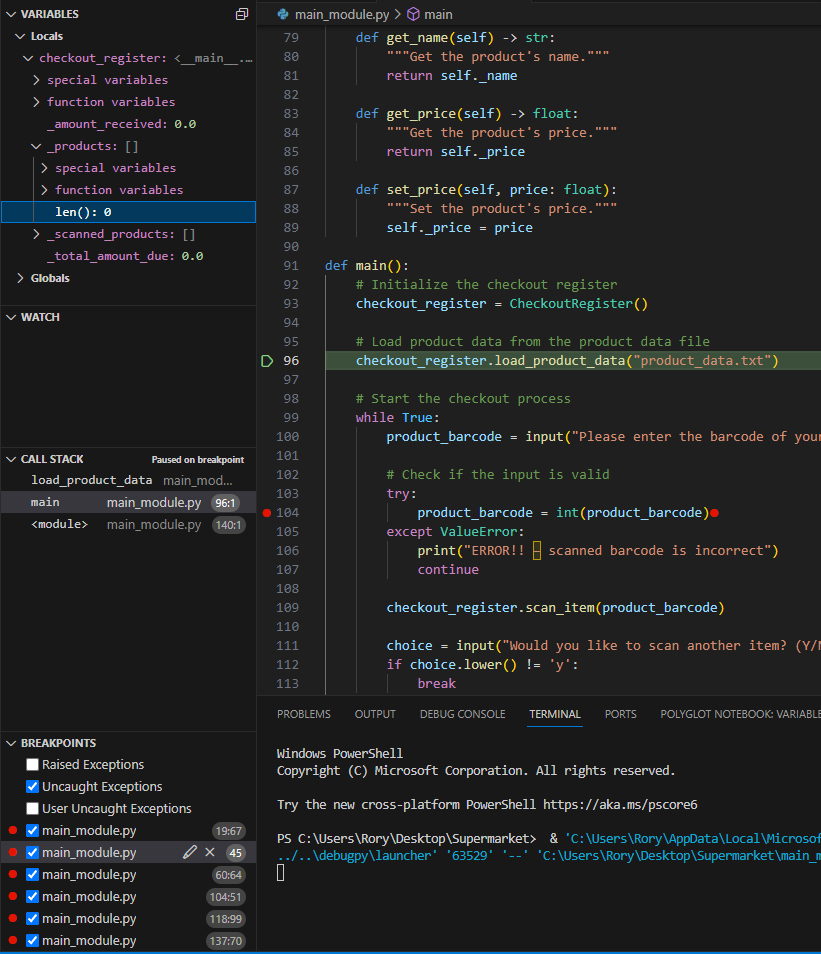 VARIABLES
Locals
checkout_register: <__main__....
special variables
function variables
_amount_received: 0.0
_products: []
special variables
function variables
len(): 0
_scanned_products: []
_total_amount_due: 0.0
Globals
WATCH
CALL STACK Paused on breakpoint
load_product_data main_mod...
main main_module.py 96:1
<module> main_module.py 140:1
BREAKPOINTS
Raised Exceptions
Uncaught Exceptions
User Uncaught Exceptions
main_module.py 19:67
main_module.py 45
main_module.py 60:64
main_module.py 104:51
main_module.py 118:99
main_module.py 137:70
main_module.py > main
79 def get_name(self) -> str:
80 """Get the product's name."""
81 return self._name
82
83 def get_price(self) -> float:
84 """Get the product's price."""
85 return self._price
86
87 def set_price(self, price: float):
88 """Set the product's price."""
89 self._price = price
90
91 def main():
92 # Initialize the checkout register
93 checkout_register = CheckoutRegister()
94
95 # Load product data from the product data file
96 checkout_register.load_product_data("product_data.txt")
97
98 # Start the checkout process
99 while True:
100 product_barcode = input("Please enter the barcode of your
101
102 # Check if the input is valid
103 try:
104 product_barcode = int(product_barcode)
105 except ValueError:
106 print("ERROR!! – scanned barcode is incorrect")
107 continue
108
109 checkout_register.scan_item(product_barcode)
110
111 choice = input("Would you like to scan another item? (Y/N
112 if choice.lower() != 'y':
113 break
PROBLEMS OUTPUT DEBUG CONSOLE TERMINAL PORTS POLYGLOT NOTEBOOK: VARIABLE
Windows PowerShell
Copyright (C) Microsoft Corporation. All rights reserved.
Try the new cross-platform PowerShell https://aka.ms/pscore6
PS C:\Users\Rory\Desktop\Supermarket> & 'C:\Users\Rory\AppData\Local\Microsof
../..\debugpy\launcher' '63529' '--' 'C:\Users\Rory\Desktop\Supermarket\main_m